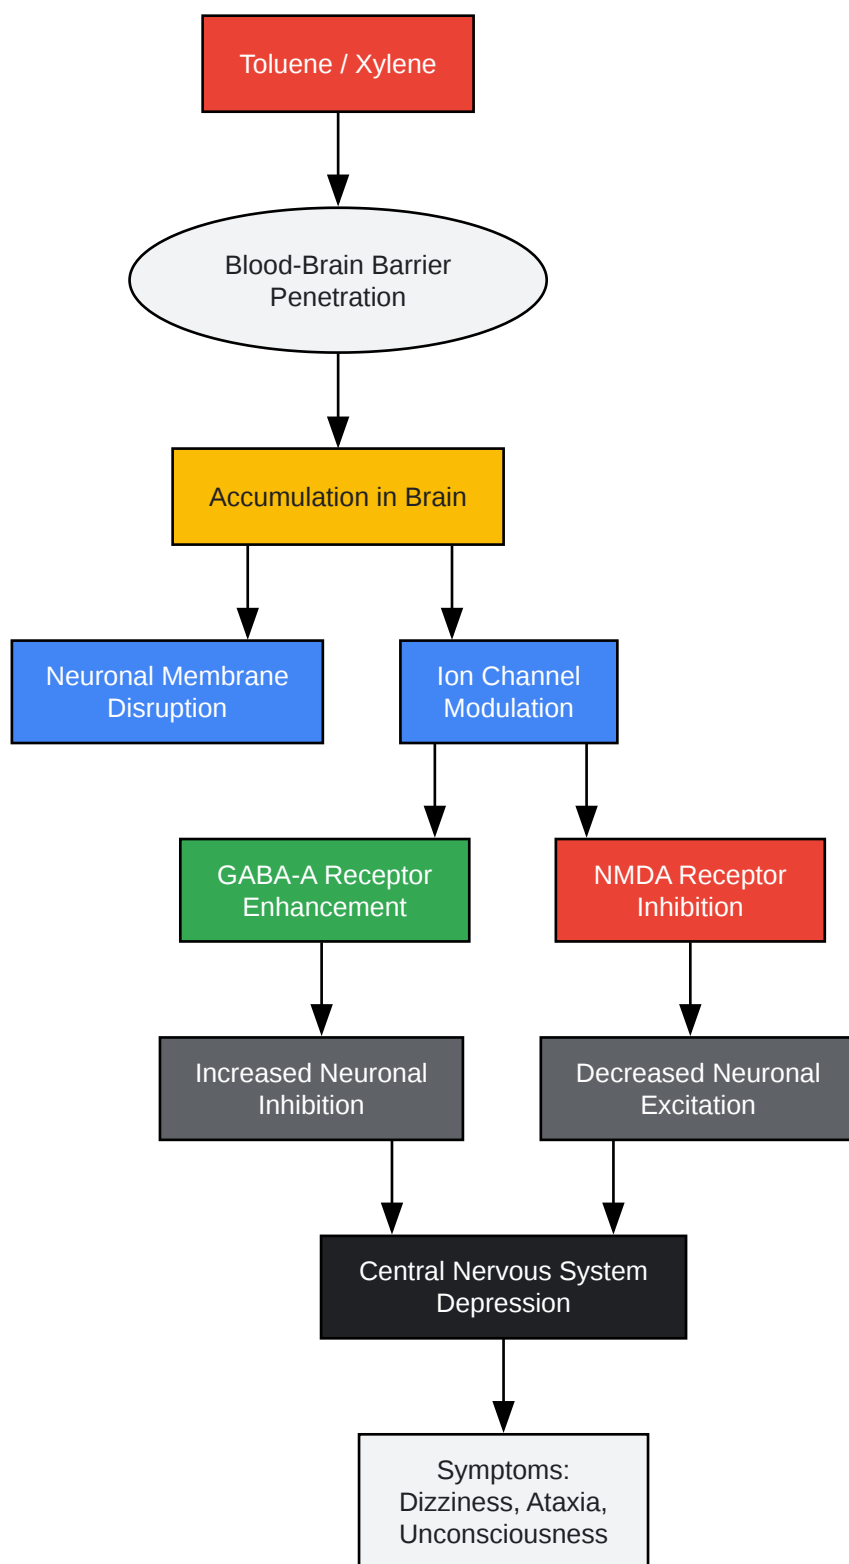 Toluene / Xylene
Blood-Brain Barrier
Penetration
Accumulation in Brain
Neuronal Membrane
Disruption
Ion Channel
Modulation
GABA-A Receptor
Enhancement
NMDA Receptor
Inhibition
Increased Neuronal
Inhibition
Decreased Neuronal
Excitation
Central Nervous System
Depression
Symptoms:
Dizziness, Ataxia,
Unconsciousness